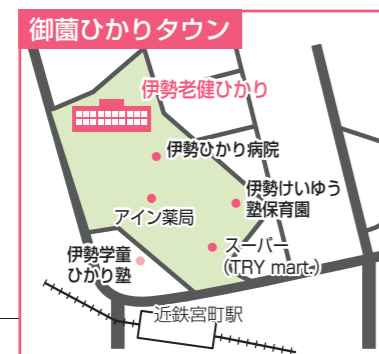 御薗ひかりタウン
伊勢老健ひかり
伊勢ひかり病院
伊勢けいゆう
塾保育園
アイン薬局
スーパー
(TRY mart-)
伊勢学童
ひかり塾
近鉄宮町駅